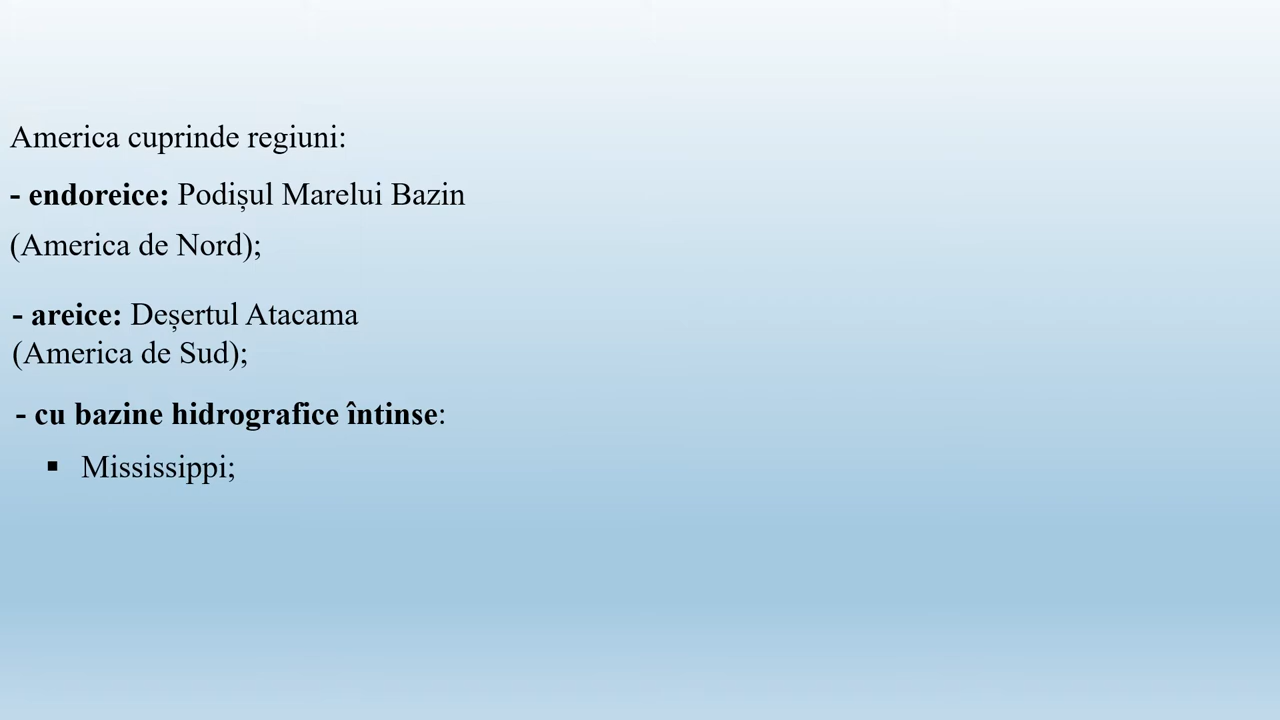 America cuprinde regiuni:
- endoreice: Podișul Marelui Bazin
(America de Nord);
- areice: Deșertul Atacama
(America de Sud);
- cu bazine hidrografice întinse:
▪ Mississippi;